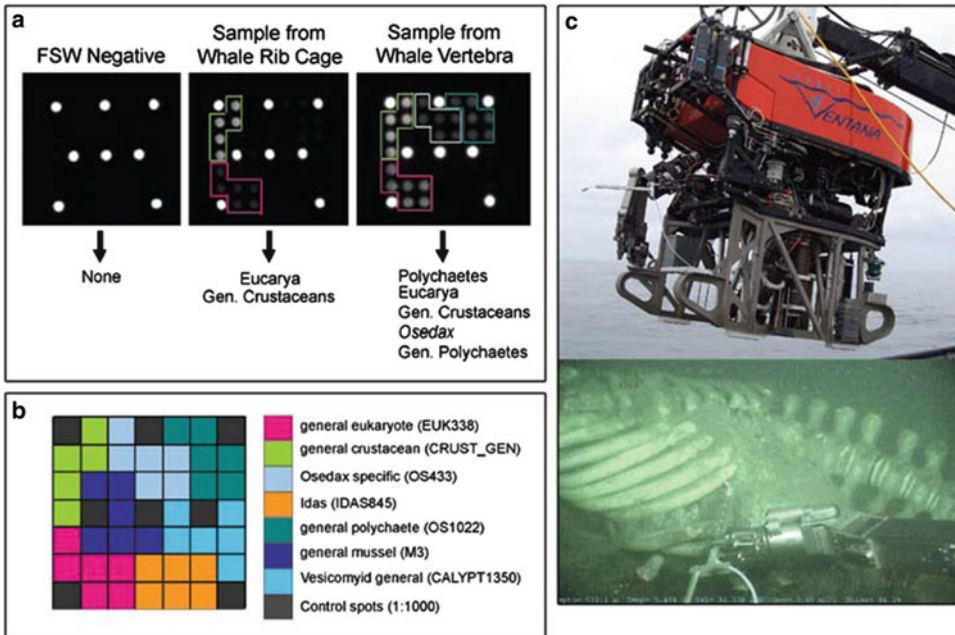 a
FSW Negative
Sample from
Whale Rib Cage
Sample from
Whale Vertebra
None
Eucarya
Gen. Crustaceans
Polychaetes
Eucarya
Gen. Crustaceans
Osedax
Gen. Polychaetes
b
general eukaryote (EUK338)
general crustacean (CRUST_GEN)
Osedax specific (OS433)
Idas (IDAS845)
general polychaete (OS1022)
general mussel (M3)
Vesicomyid general (CALYPT1350)
Control spots (1:1000)
c
VENTANA